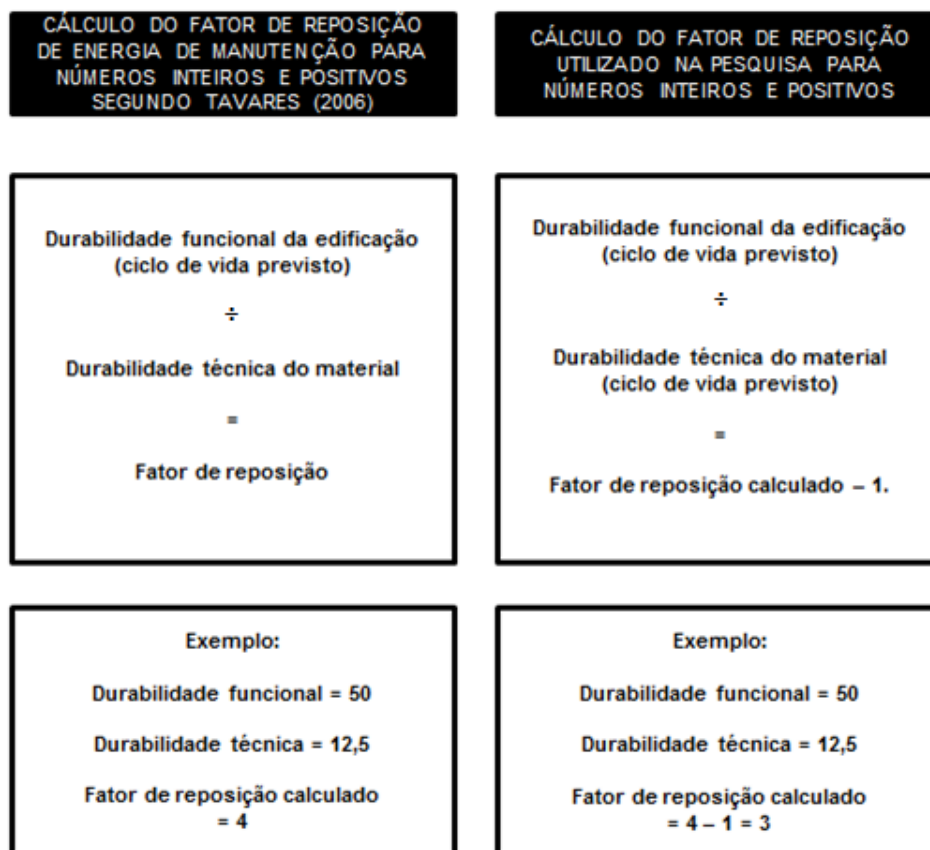 CÁLCULO DO FATOR DE REPOSIÇÃO
DE ENERGIA DE MANUTENÇÃO PARA
NÚMEROS INTEIROS E POSITIVOS
SEGUNDO TAVARES (2006)
Durabilidade funcional da edificação
(ciclo de vida previsto)
÷
Durabilidade técnica do material
=
Fator de reposição
Exemplo:
Durabilidade funcional = 50
Durabilidade técnica = 12,5
Fator de reposição calculado
= 4
CÁLCULO DO FATOR DE REPOSIÇÃO
UTILIZADO NA PESQUISA PARA
NÚMEROS INTEIROS E POSITIVOS
Durabilidade funcional da edificação
(ciclo de vida previsto)
÷
Durabilidade técnica do material
(ciclo de vida previsto)
=
Fator de reposição calculado – 1.
Exemplo:
Durabilidade funcional = 50
Durabilidade técnica = 12,5
Fator de reposição calculado
= 4 – 1 = 3